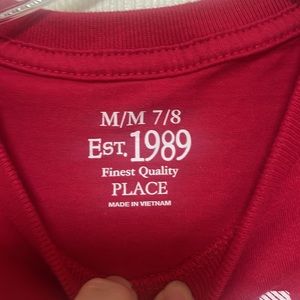 M/M 7/8
EST. 1989
Finest Quality
PLACE
MADE IN VIETNAM